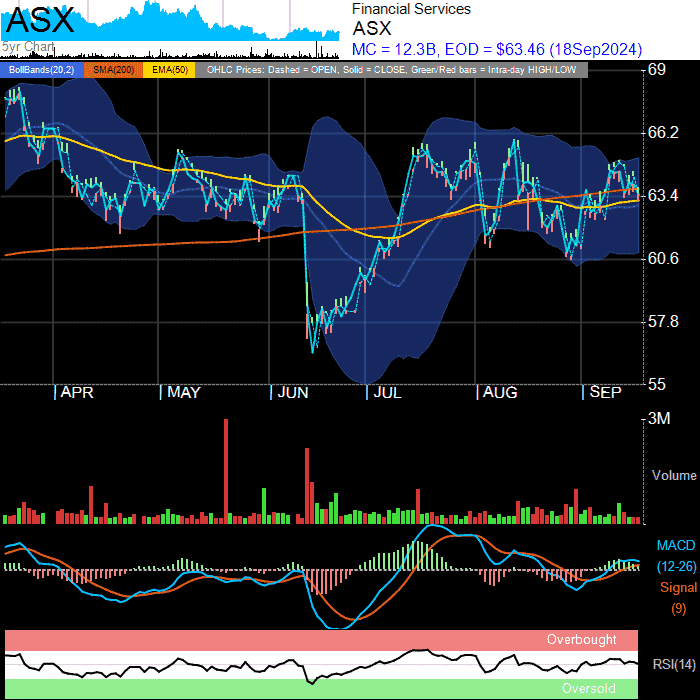 ASX
5yr Chart
Financial Services
ASX
MC = 12.3B, EOD = $63.46 (18Sep2024)
BollBands(20,2) SMA(200) EMA(50) OHLC Prices: Dashed = OPEN, Solid = CLOSE, Green/Red bars = Intra-day HIGH/LOW
69
66.2
63.4
60.6
57.8
55
APR MAY JUN JUL AUG SEP
3M
Volume
MACD
(12-26)
Signal
(9)
Overbought
RSI(14)
Oversold